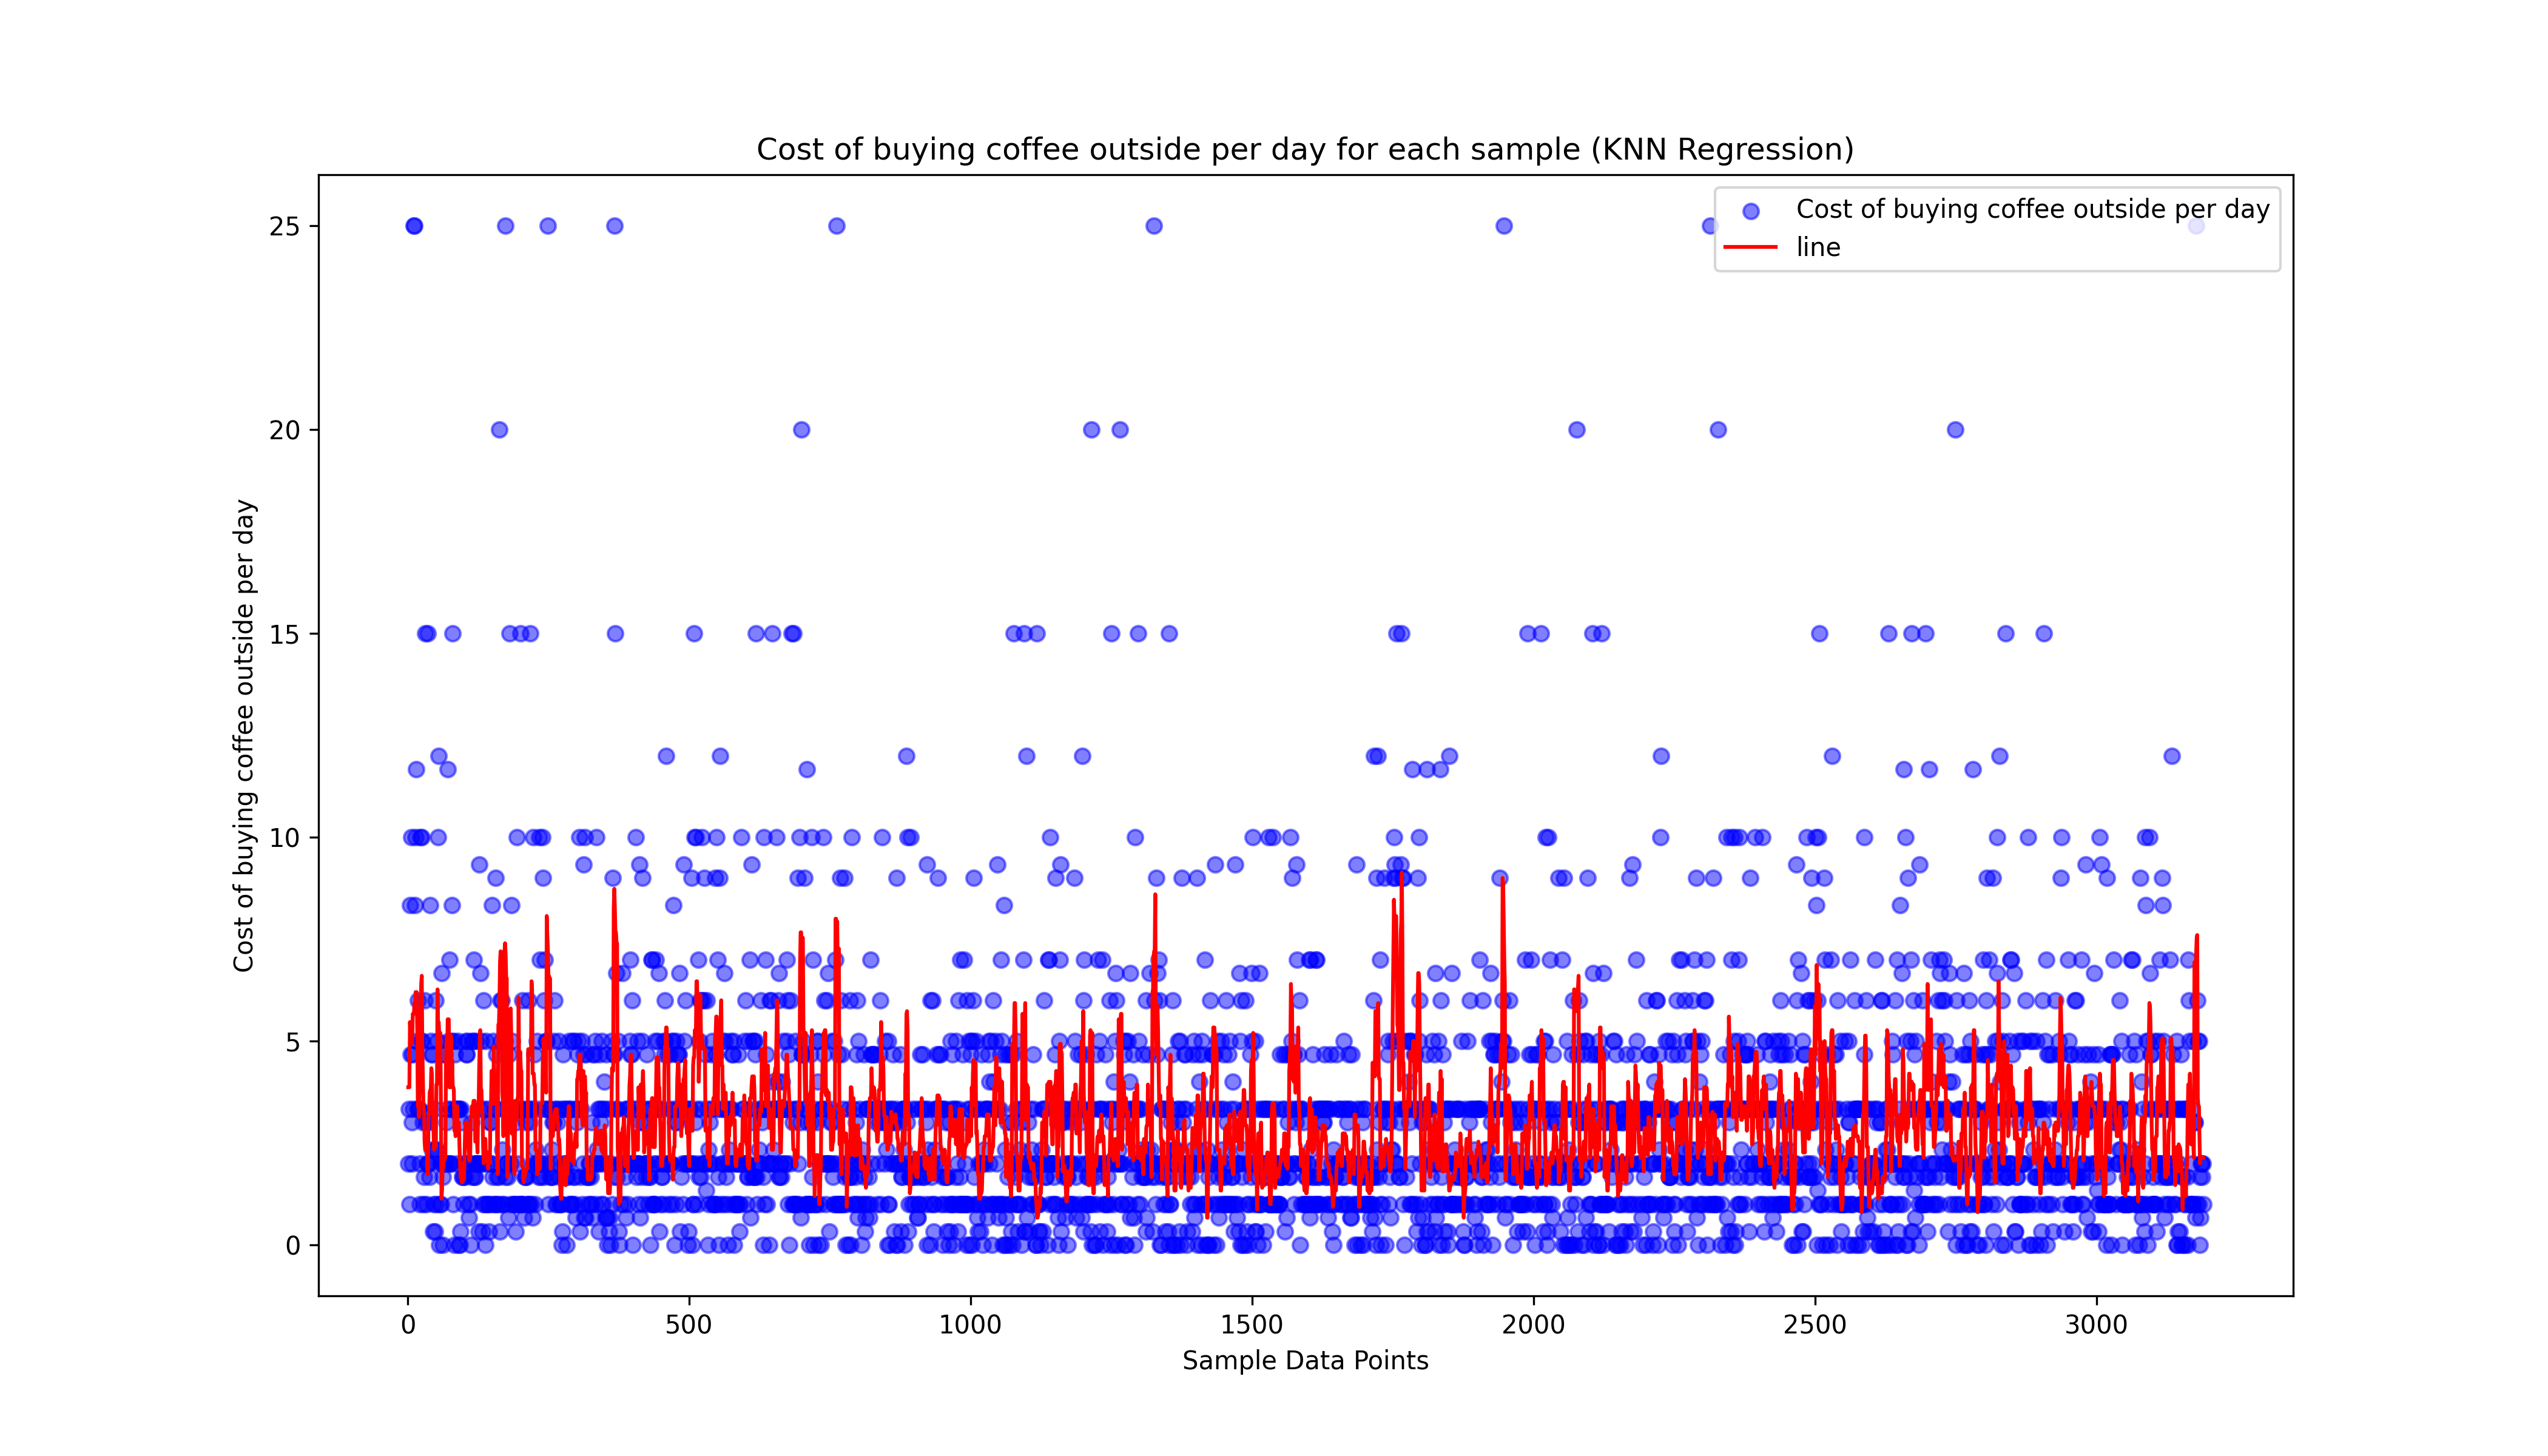 Cost of buying coffee outside per day for each sample (KNN Regression)
Cost of buying coffee outside per day
line
Cost of buying coffee outside per day
25
20
15
10
5
0
0 500 1000 1500 2000 2500 3000
Sample Data Points